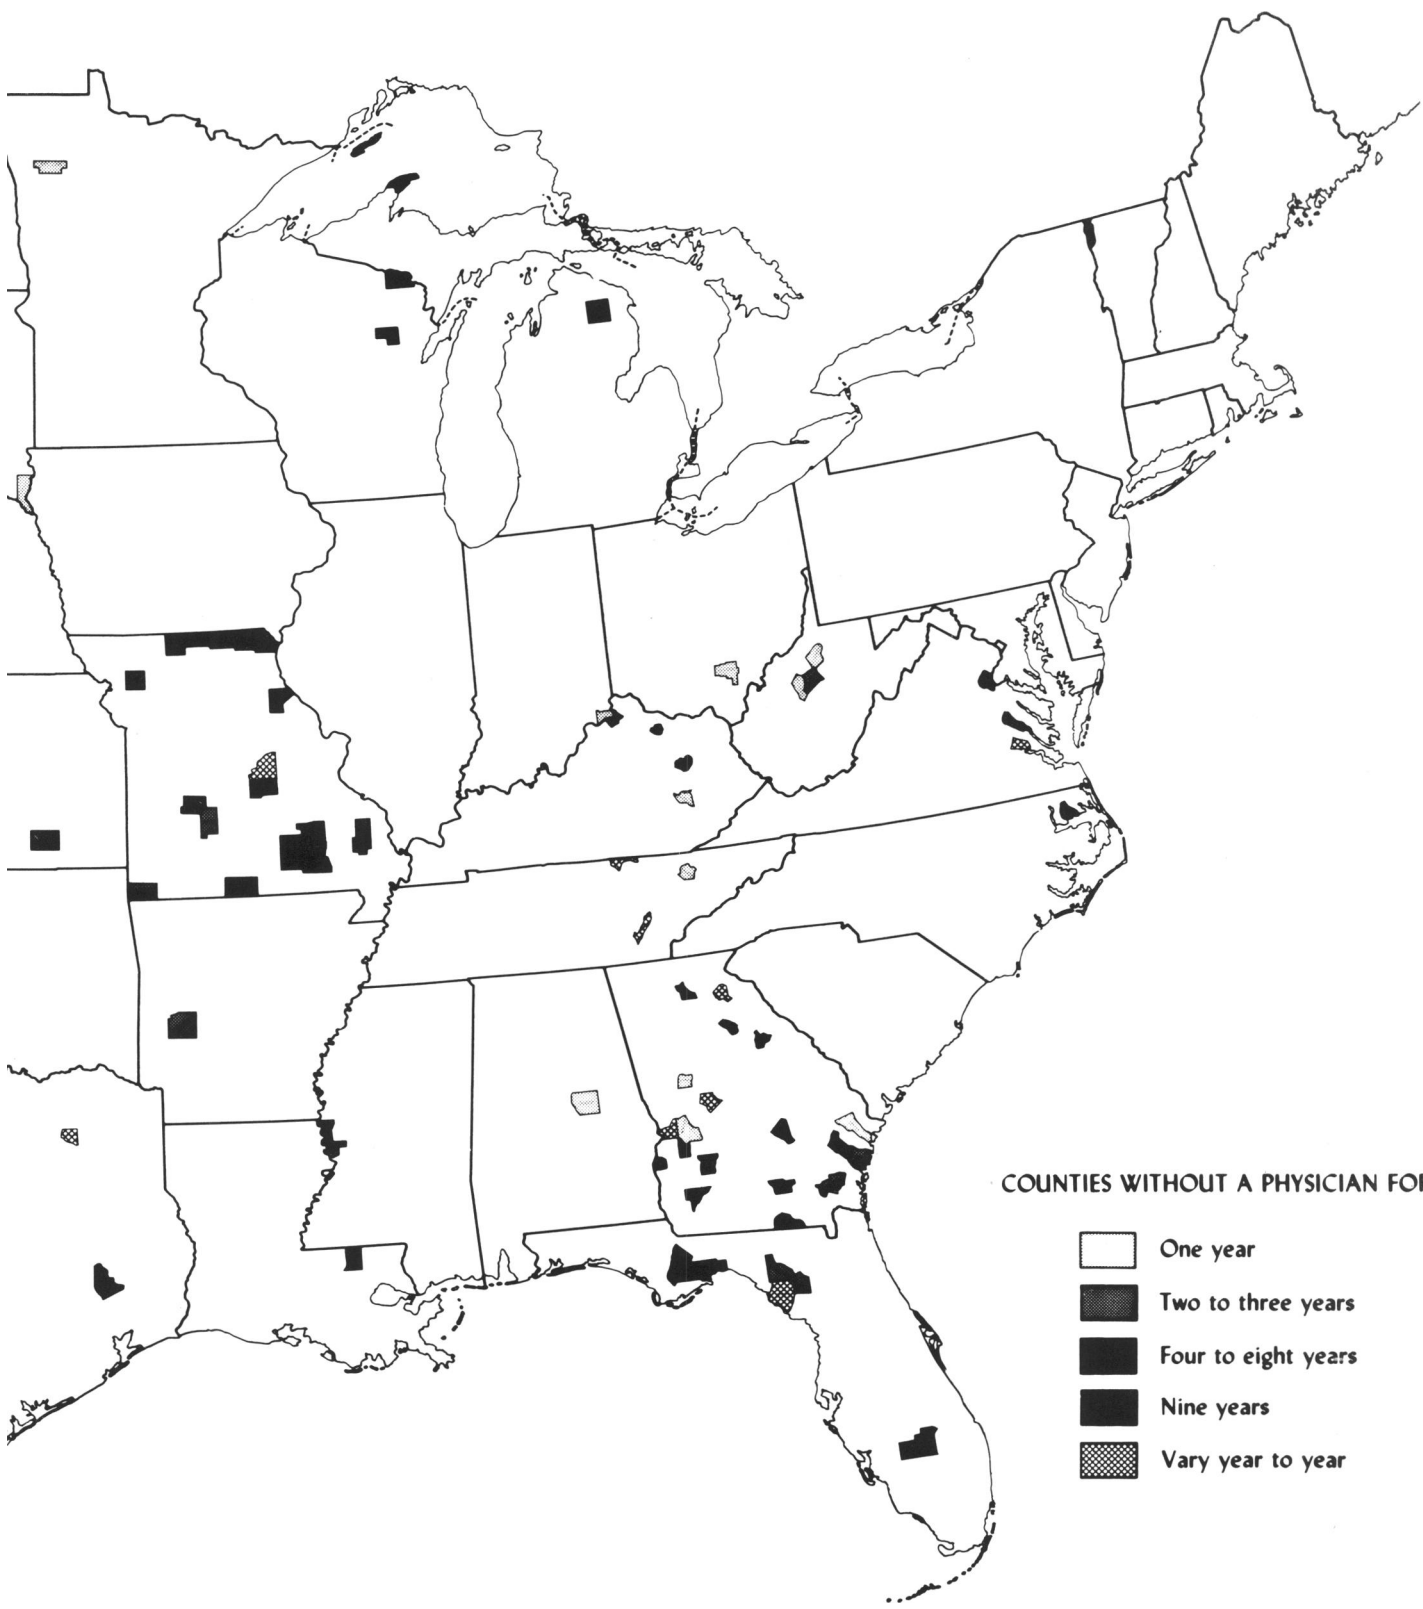 COUNTIES WITHOUT A PHYSICIAN FO
One year
Two to three years
Four to eight years
Nine years
Vary year to year